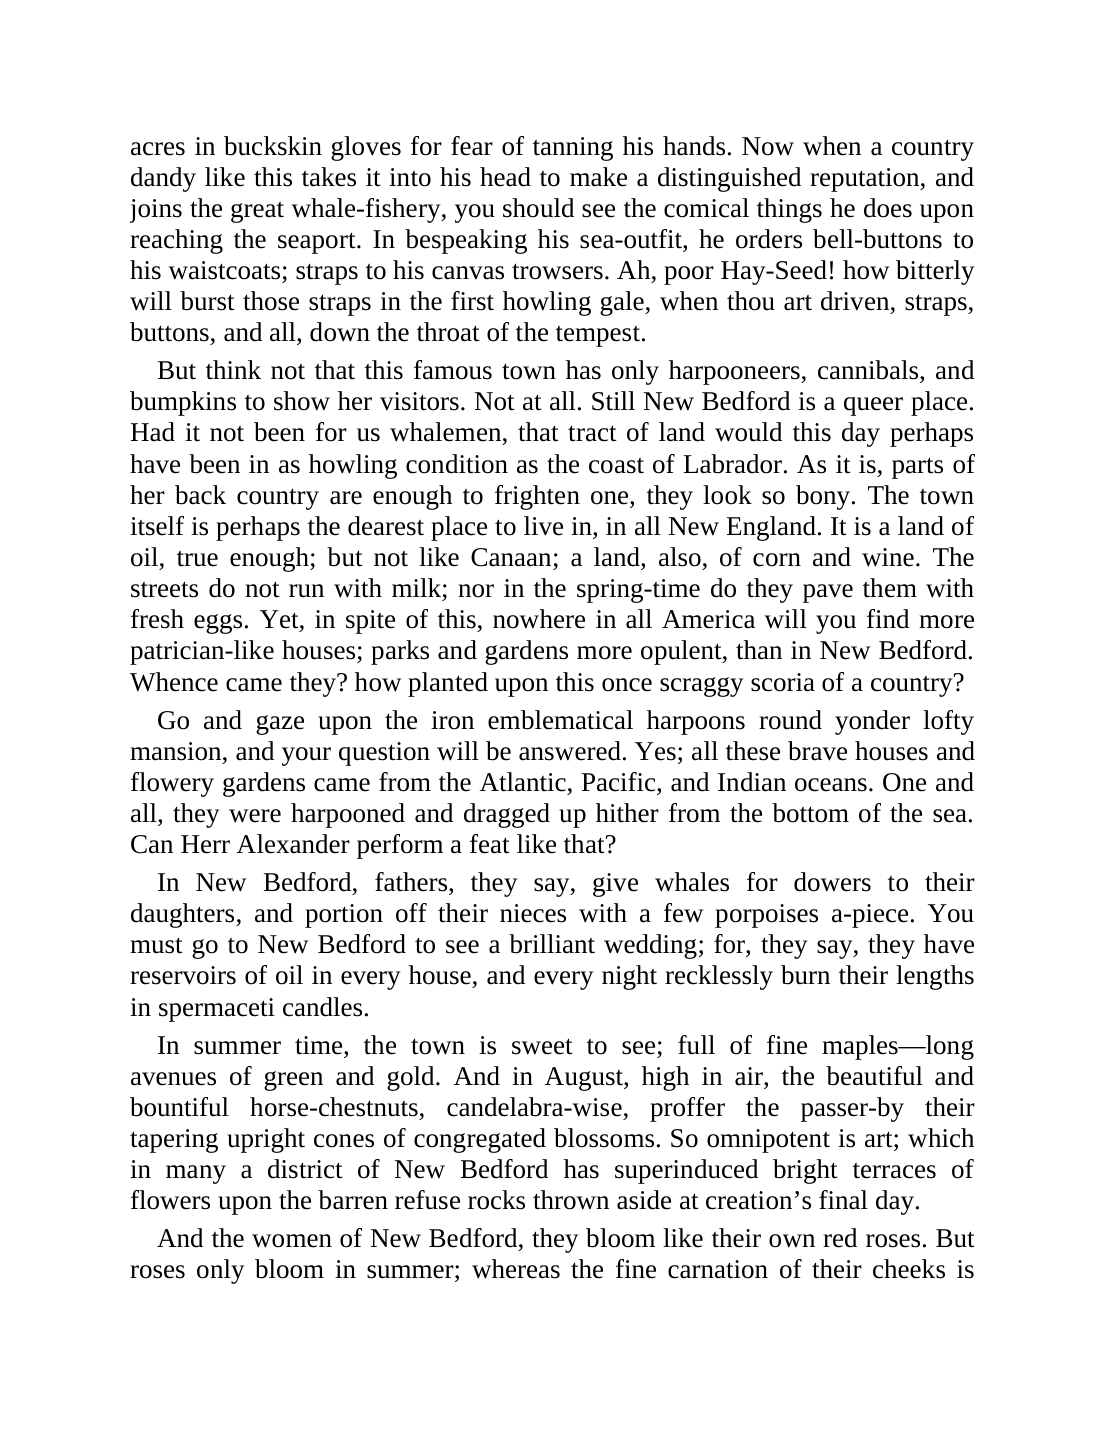 acres in buckskin gloves for fear of tanning his hands. Now when a country
dandy like this takes it into his head to make a distinguished reputation, and
joins the great whale-fishery, you should see the comical things he does upon
reaching the seaport. In bespeaking his sea-outfit, he orders bell-buttons to
his waistcoats; straps to his canvas trowsers. Ah, poor Hay-Seed! how bitterly
will burst those straps in the first howling gale, when thou art driven, straps,
buttons, and all, down the throat of the tempest.
But think not that this famous town has only harpooneers, cannibals, and
bumpkins to show her visitors. Not at all. Still New Bedford is a queer place.
Had it not been for us whalemen, that tract of land would this day perhaps
have been in as howling condition as the coast of Labrador. As it is, parts of
her back country are enough to frighten one, they look so bony. The town
itself is perhaps the dearest place to live in, in all New England. It is a land of
oil, true enough; but not like Canaan; a land, also, of corn and wine. The
streets do not run with milk; nor in the spring-time do they pave them with
fresh eggs. Yet, in spite of this, nowhere in all America will you find more
patrician-like houses; parks and gardens more opulent, than in New Bedford.
Whence came they? how planted upon this once scraggy scoria of a country?
Go and gaze upon the iron emblematical harpoons round yonder lofty
mansion, and your question will be answered. Yes; all these brave houses and
flowery gardens came from the Atlantic, Pacific, and Indian oceans. One and
all, they were harpooned and dragged up hither from the bottom of the sea.
Can Herr Alexander perform a feat like that?
In New Bedford, fathers, they say, give whales for dowers to their
daughters, and portion off their nieces with a few porpoises a-piece. You
must go to New Bedford to see a brilliant wedding; for, they say, they have
reservoirs of oil in every house, and every night recklessly burn their lengths
in spermaceti candles.
In summer time, the town is sweet to see; full of fine maples—long
avenues of green and gold. And in August, high in air, the beautiful and
bountiful horse-chestnuts, candelabra-wise, proffer the passer-by their
tapering upright cones of congregated blossoms. So omnipotent is art; which
in many a district of New Bedford has superinduced bright terraces of
flowers upon the barren refuse rocks thrown aside at creation’s final day.
And the women of New Bedford, they bloom like their own red roses. But
roses only bloom in summer; whereas the fine carnation of their cheeks is